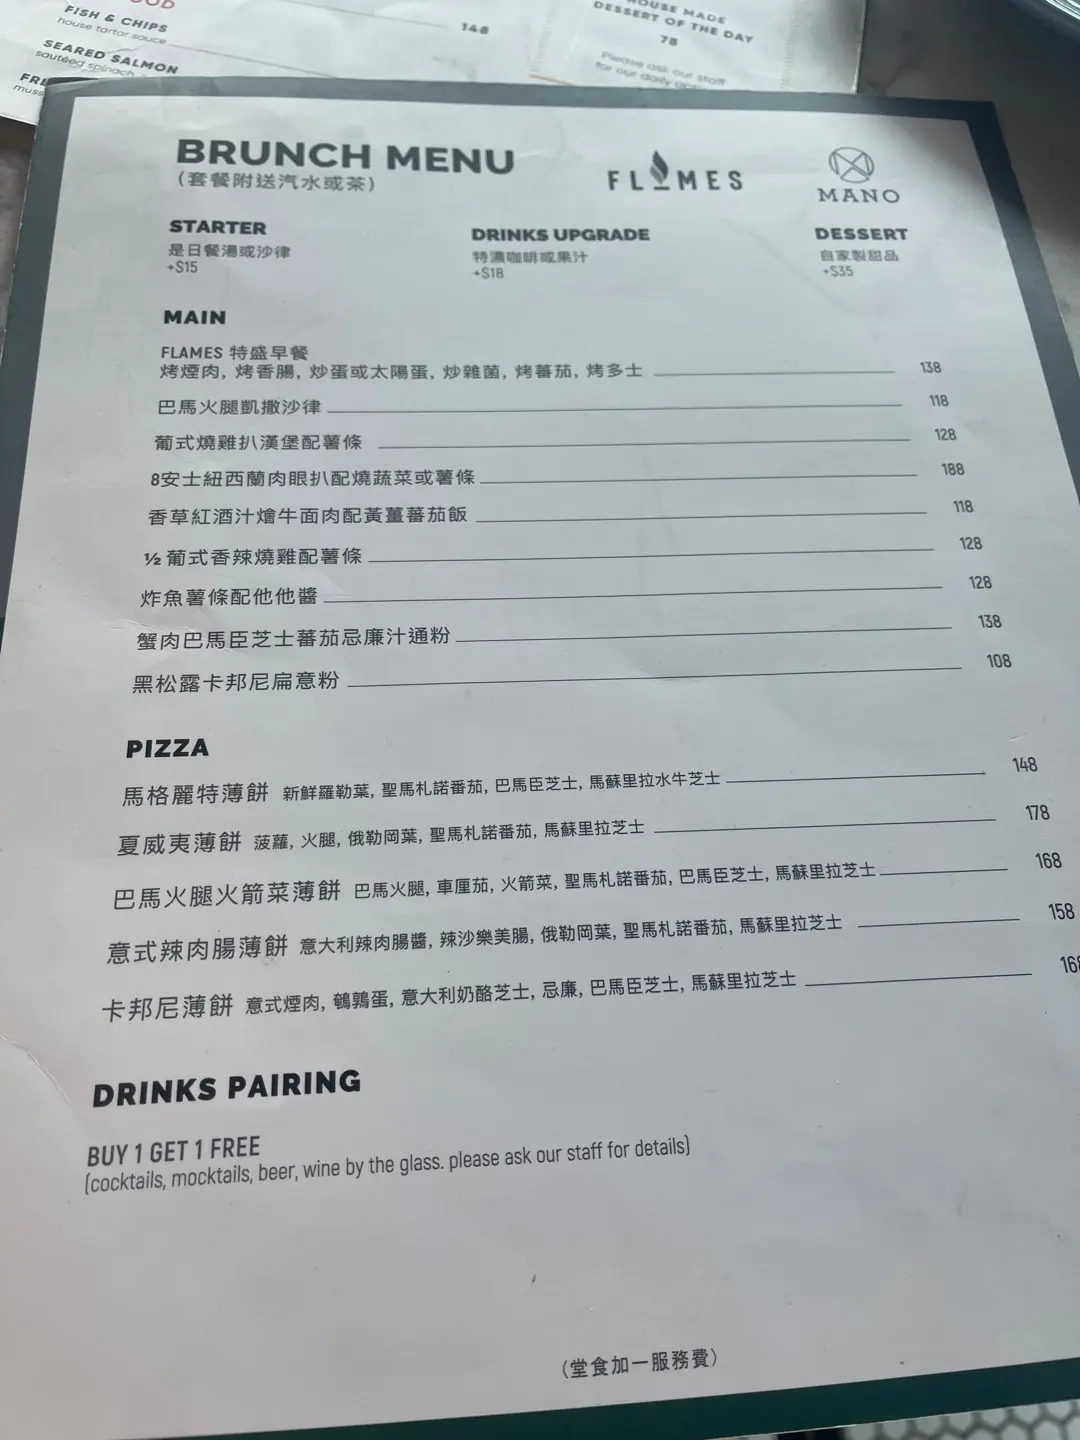 OOD
FISH & CHIPS
house tartar sauce
148
SEARED SALMON
sautéed spinach
HOUSE MADE
DESSERT OF THE DAY
78
Please ask our staff
for our daily
BRUNCH MENU
(套餐附送汽水或茶)
FLAMES
MANO
STARTER
是日餐湯或沙律
+$15
DRINKS UPGRADE
特濃咖啡或果汁
+$18
DESSERT
自家製甜品
+$35
MAIN
FLAMES 特盛早餐
烤煙肉, 烤香腸, 炒蛋或太陽蛋, 炒雜菌, 烤蕃茄, 烤多士 138
巴馬火腿凱撒沙律 118
葡式燒雞扒漢堡配薯條 128
8安士紐西蘭肉眼扒配燒蔬菜或薯條 188
香草紅酒汁燴牛面肉配黃薑蕃茄飯 118
½ 葡式香辣燒雞配薯條 128
炸魚薯條配他他醬 128
蟹肉巴馬臣芝士蕃茄忌廉汁通粉 138
黑松露卡邦尼扁意粉 108
PIZZA
馬格麗特薄餅 新鮮羅勒葉, 聖馬札諾番茄, 巴馬臣芝士, 馬蘇里拉水牛芝士 148
夏威夷薄餅 菠蘿, 火腿, 俄勒岡葉, 聖馬札諾番茄, 馬蘇里拉芝士 178
巴馬火腿火箭菜薄餅 巴馬火腿, 車厘茄, 火箭菜, 聖馬札諾番茄, 巴馬臣芝士, 馬蘇里拉芝士 168
意式辣肉腸薄餅 意大利辣肉腸醬, 辣沙樂美腸, 俄勒岡葉, 聖馬札諾番茄, 馬蘇里拉芝士 158
卡邦尼薄餅 意式煙肉, 鵪鶉蛋, 意大利奶酪芝士, 忌廉, 巴馬臣芝士, 馬蘇里拉芝士 168
DRINKS PAIRING
BUY 1 GET 1 FREE
(cocktails, mocktails, beer, wine by the glass. please ask our staff for details)
(堂食加一服務費)